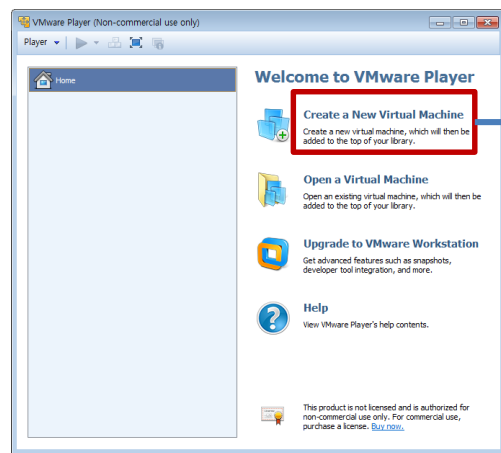 VMware Player (Non-commercial use only)
Player
Home
Welcome to VMware Player
Create a New Virtual Machine
Create a new virtual machine, which will then be
added to the top of your library.
Open a Virtual Machine
Open an existing virtual machine, which will then be
added to the top of your library.
Upgrade to VMware Workstation
Get advanced features such as snapshots,
developer tool integration, and more.
Help
View VMware Player's help contents.
This product is not licensed and is authorized for
non-commercial use only. For commercial use,
purchase a license. Buy now.